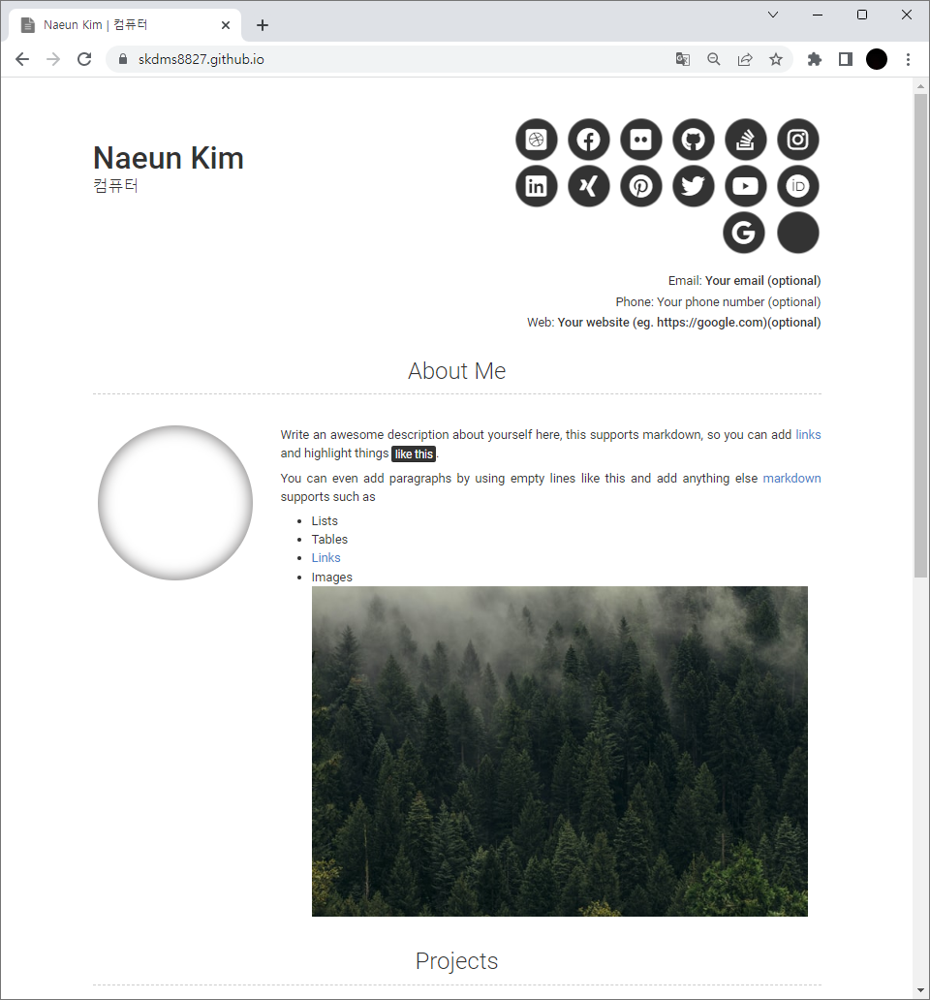 Naeun Kim | 컴퓨터
skdms8827.github.io
Naeun Kim
컴퓨터
in
iD
G
Email: Your email (optional)
Phone: Your phone number (optional)
Web: Your website (eg. https://google.com)(optional)
About Me
Write an awesome description about yourself here, this supports markdown, so you can add links
and highlight things like this.
You can even add paragraphs by using empty lines like this and add anything else markdown
supports such as
• Lists
• Tables
• Links
• Images
Projects